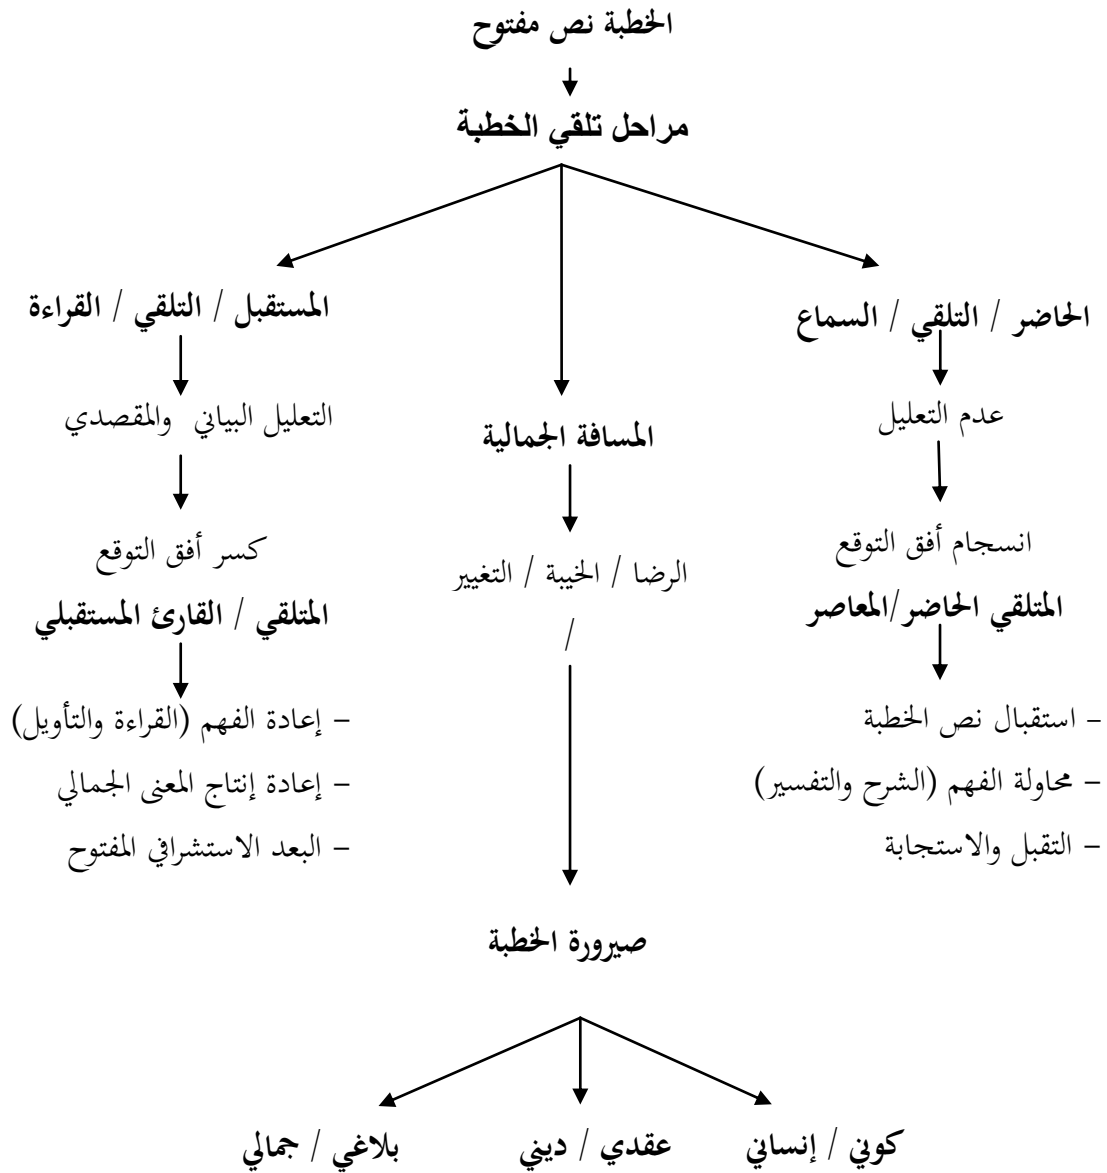 الخطبة نص مفتوح
مراحل تلقي الخطبة
الحاضر / التلقي / السماع
عدم التعليل
انسجام أفق التوقع
المتلقي الحاضر/المعاصر
- استقبال نص الخطبة
- محاولة الفهم (الشرح والتفسير)
- التقبل والاستجابة
المسافة الجمالية
الرضا / الخيبة / التغيير
/
المستقبل / التلقي / القراءة
التعليل البياني والمقصدي
كسر أفق التوقع
المتلقي / القارئ المستقبلي
- إعادة الفهم (القراءة والتأويل)
- إعادة إنتاج المعنى الجمالي
- البعد الاستشرافي المفتوح
صيرورة الخطبة
كوني / إنساني
عقدي / ديني
بلاغي / جمالي